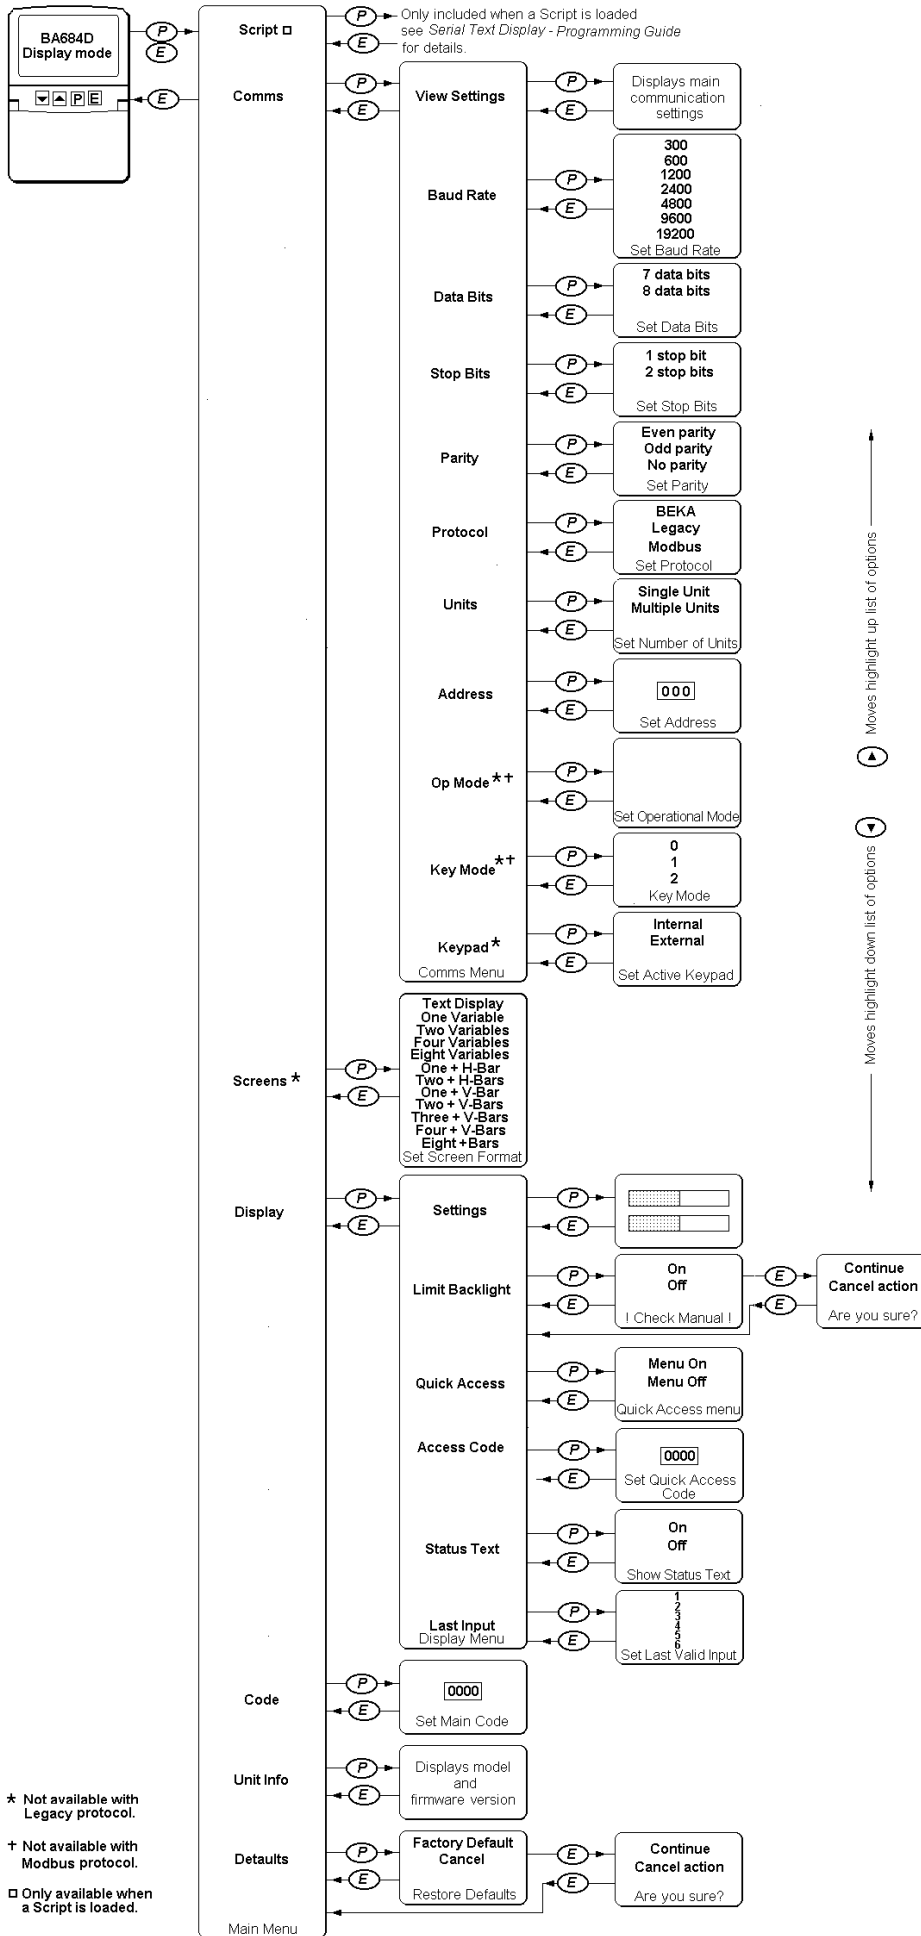 BA684D
Display mode
P
E
P E
E
Script □
P
E
Only included when a Script is loaded
see Serial Text Display - Programming Guide
for details.
Comms
P
E
View Settings
P
E
Displays main
communication
settings
Baud Rate
P
E
300
600
1200
2400
4800
9600
19200
Set Baud Rate
Data Bits
P
E
7 data bits
8 data bits
Set Data Bits
Stop Bits
P
E
1 stop bit
2 stop bits
Set Stop Bits
Parity
P
E
Even parity
Odd parity
No parity
Set Parity
Protocol
P
E
BEKA
Legacy
Modbus
Set Protocol
Units
P
E
Single Unit
Multiple Units
Set Number of Units
Address
P
E
000
Set Address
Op Mode *†
P
E
Set Operational Mode
Key Mode *†
P
E
0
1
2
Key Mode
Keypad *
P
E
Internal
External
Set Active Keypad
Comms Menu
Moves highlight up list of options
Moves highlight down list of options
Screens *
P
E
Text Display
One Variable
Two Variables
Four Variables
Eight Variables
One + H-Bar
Two + H-Bars
One + V-Bar
Two + V-Bars
Three + V-Bars
Four + V-Bars
Eight +Bars
Set Screen Format
Display
P
E
Settings
P
E
Limit Backlight
P
E
On
Off
! Check Manual !
E
E
Continue
Cancel action
Are you sure?
Quick Access
P
E
Menu On
Menu Off
Quick Access menu
Access Code
P
E
0000
Set Quick Access
Code
Status Text
P
E
On
Off
Show Status Text
Last Input
P
E
1
2
3
4
5
6
Set Last Valid Input
Display Menu
Code
P
E
0000
Set Main Code
Unit Info
P
E
Displays model
and
firmware version
Detaults
P
E
Factory Default
Cancel
Restore Defaults
E
E
Continue
Cancel action
Are you sure?
Main Menu
* Not available with
Legacy protocol.
† Not available with
Modbus protocol.
□ Only available when
a Script is loaded.